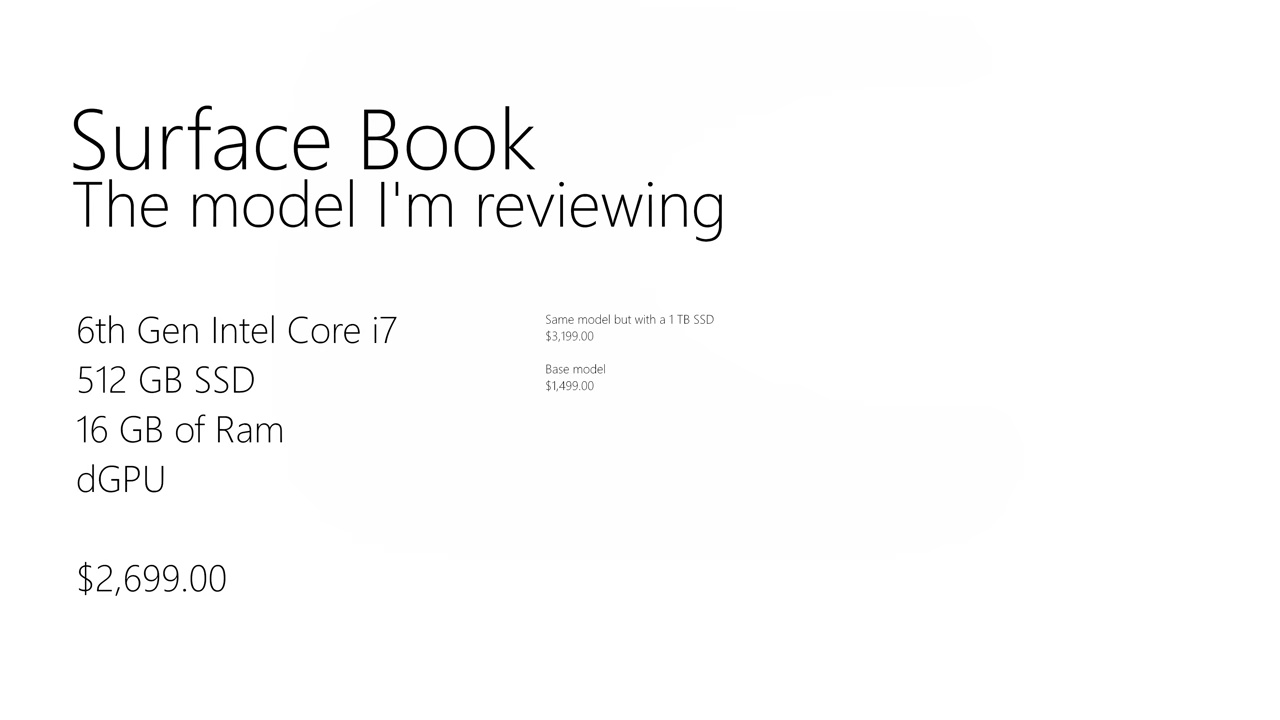 Surface Book
The model I'm reviewing
6th Gen Intel Core i7
512 GB SSD
16 GB of Ram
dGPU
$2,699.00
Same model but with a 1 TB SSD
$3,199.00
Base model
$1,499.00